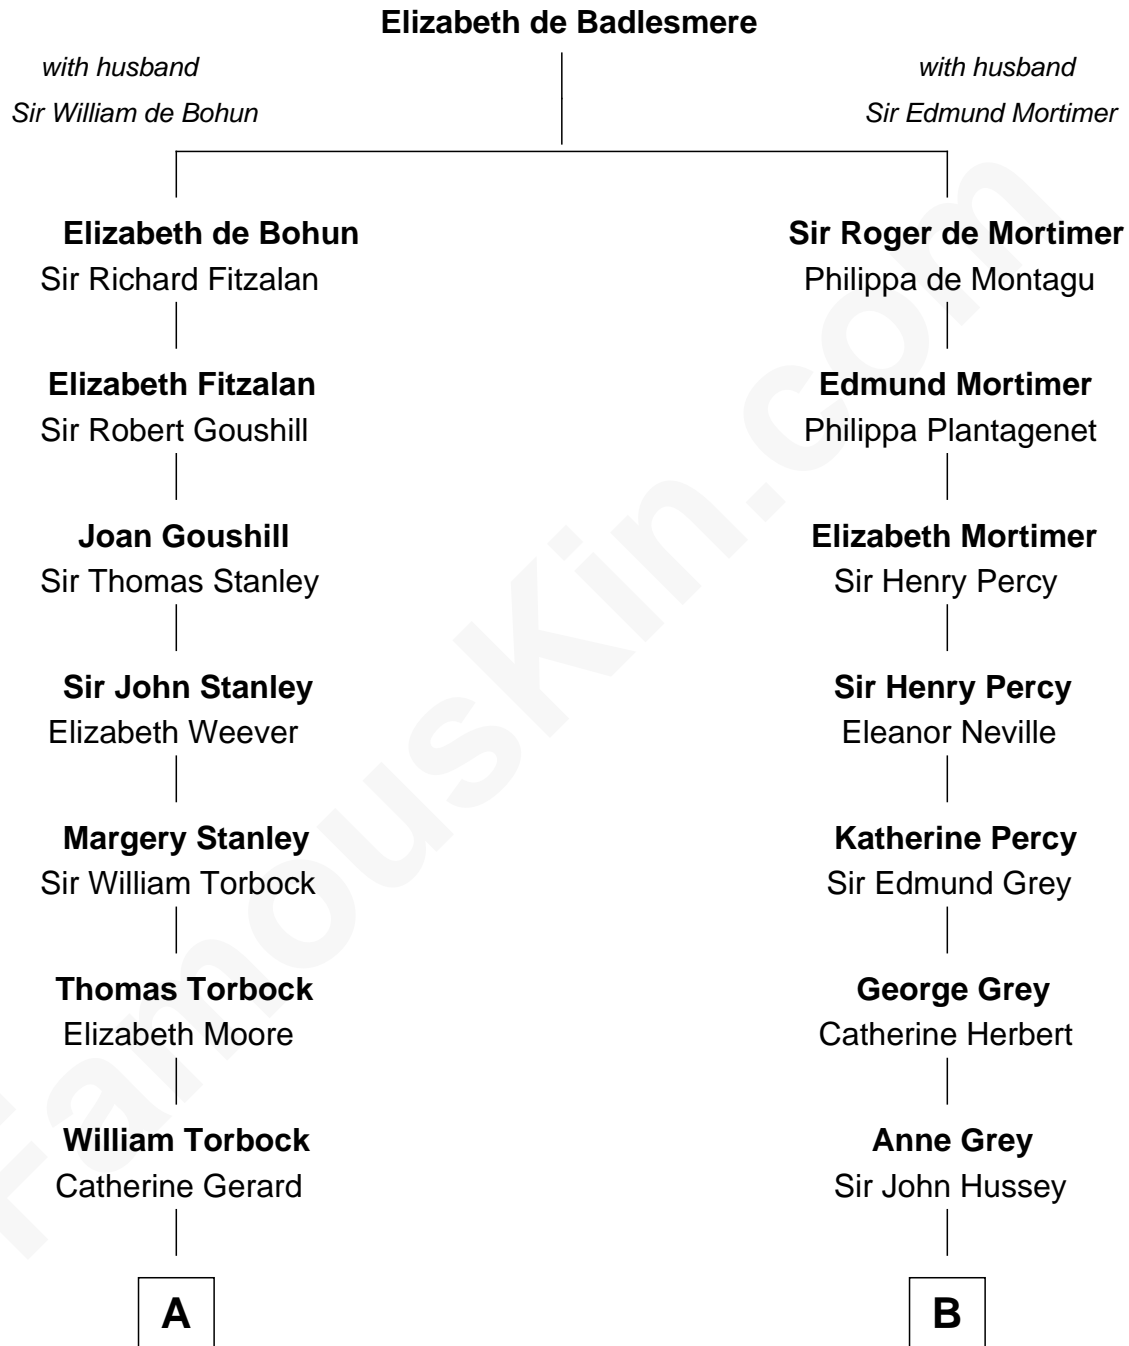 Elizabeth de Badlesmere
with husband
Sir William de Bohun
with husband
Sir Edmund Mortimer
Elizabeth de Bohun
Sir Richard Fitzalan
Sir Roger de Mortimer
Philippa de Montagu
Elizabeth Fitzalan
Sir Robert Goushill
Edmund Mortimer
Philippa Plantagenet
Joan Goushill
Sir Thomas Stanley
Elizabeth Mortimer
Sir Henry Percy
Sir John Stanley
Elizabeth Weever
Sir Henry Percy
Eleanor Neville
Margery Stanley
Sir William Torbock
Katherine Percy
Sir Edmund Grey
Thomas Torbock
Elizabeth Moore
George Grey
Catherine Herbert
William Torbock
Catherine Gerard
Anne Grey
Sir John Hussey
A
B
FamousKin.com